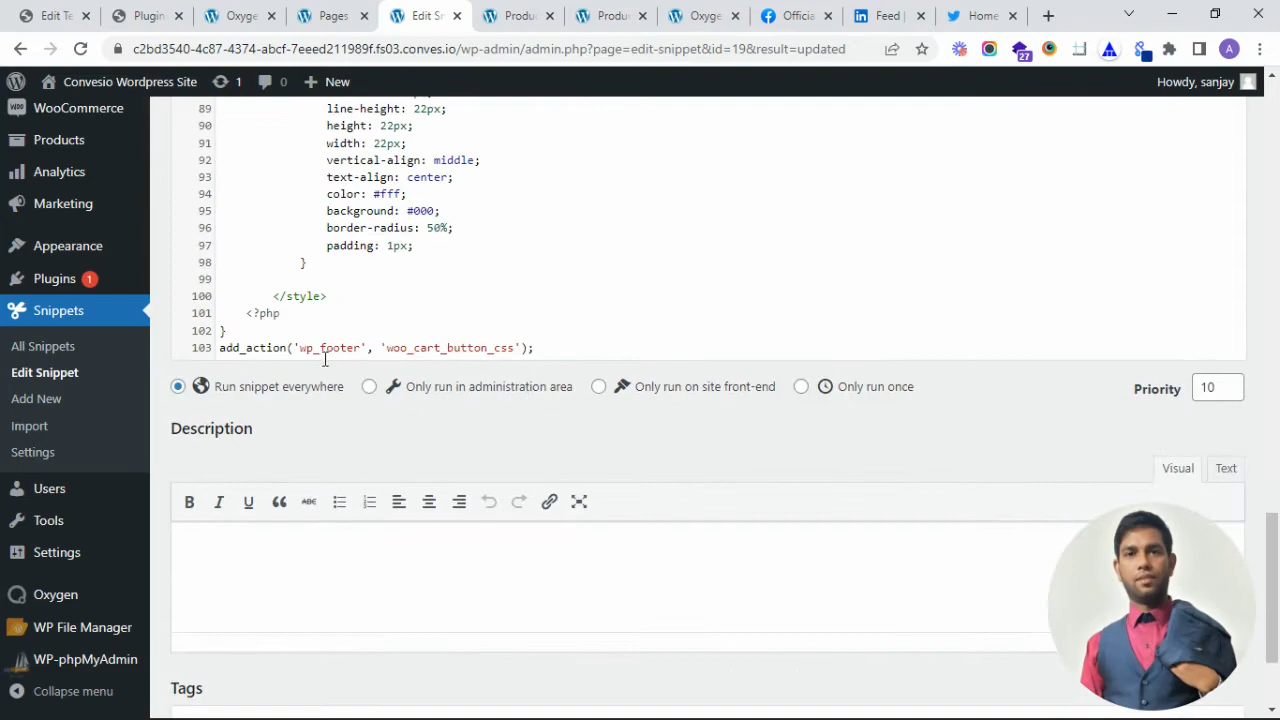 Edit Te
Plugin
Oxyge
Pages
Edit Sn
Produ
Produ
Oxyge
Officia
Feed |
Home
c2bd3540-4c87-4374-abcf-7eeed211989f.fs03.conves.io/wp-admin/admin.php?page=edit-snippet&id=19&result=updated
27
A
Convesio Wordpress Site
1
0
New
Howdy, sanjay
WooCommerce
Products
Analytics
Marketing
Appearance
Plugins 1
Snippets
All Snippets
Edit Snippet
Add New
Import
Settings
Users
Tools
Settings
Oxygen
WP File Manager
WP-phpMyAdmin
Collapse menu
89 line-height: 22px;
90 height: 22px;
91 width: 22px;
92 vertical-align: middle;
93 text-align: center;
94 color: #fff;
95 background: #000;
96 border-radius: 50%;
97 padding: 1px;
98 }
99
100 </style>
101 <?php
102 }
103 add_action('wp_footer', 'woo_cart_button_css');
Run snippet everywhere
Only run in administration area
Only run on site front-end
Only run once
Priority 10
Description
Visual
Text
B I U ABC
Tags